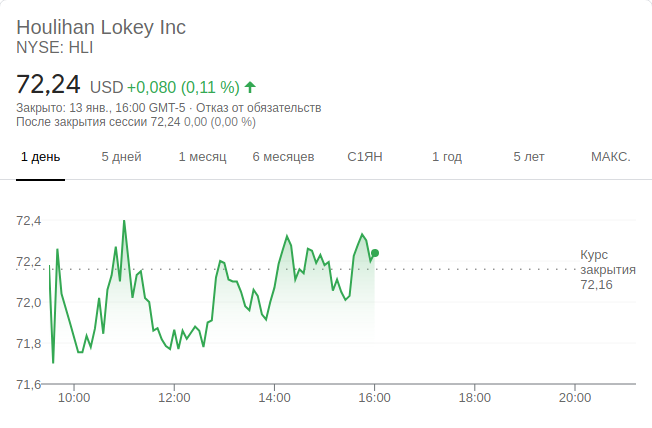 Houlihan Lokey Inc
NYSE: HLI
72,24 USD +0,080 (0,11 %)
Закрыто: 13 янв., 16:00 GMT-5 · Отказ от обязательств
После закрытия сессии 72,24 0,00 (0,00 %)
1 день 5 дней 1 месяц 6 месяцев С1ЯН 1 год 5 лет МАКС.
72,4
72,2
72,0
71,8
71,6
Курс
закрытия
72,16
10:00 12:00 14:00 16:00 18:00 20:00